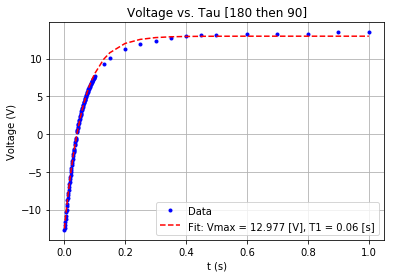 Voltage vs. Tau [180 then 90]
Voltage (V)
10
5
0
−5
−10
Data
Fit: Vmax = 12.977 [V], T1 = 0.06 [s]
0.0 0.2 0.4 0.6 0.8 1.0
t (s)